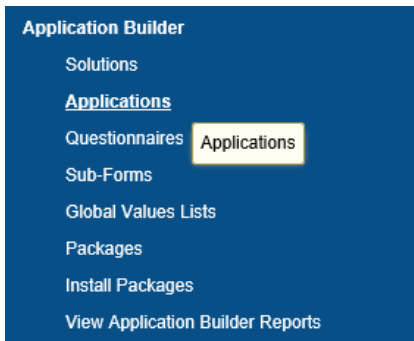 Application Builder
Solutions
Applications
Questionnaires
Applications
Sub-Forms
Global Values Lists
Packages
Install Packages
View Application Builder Reports